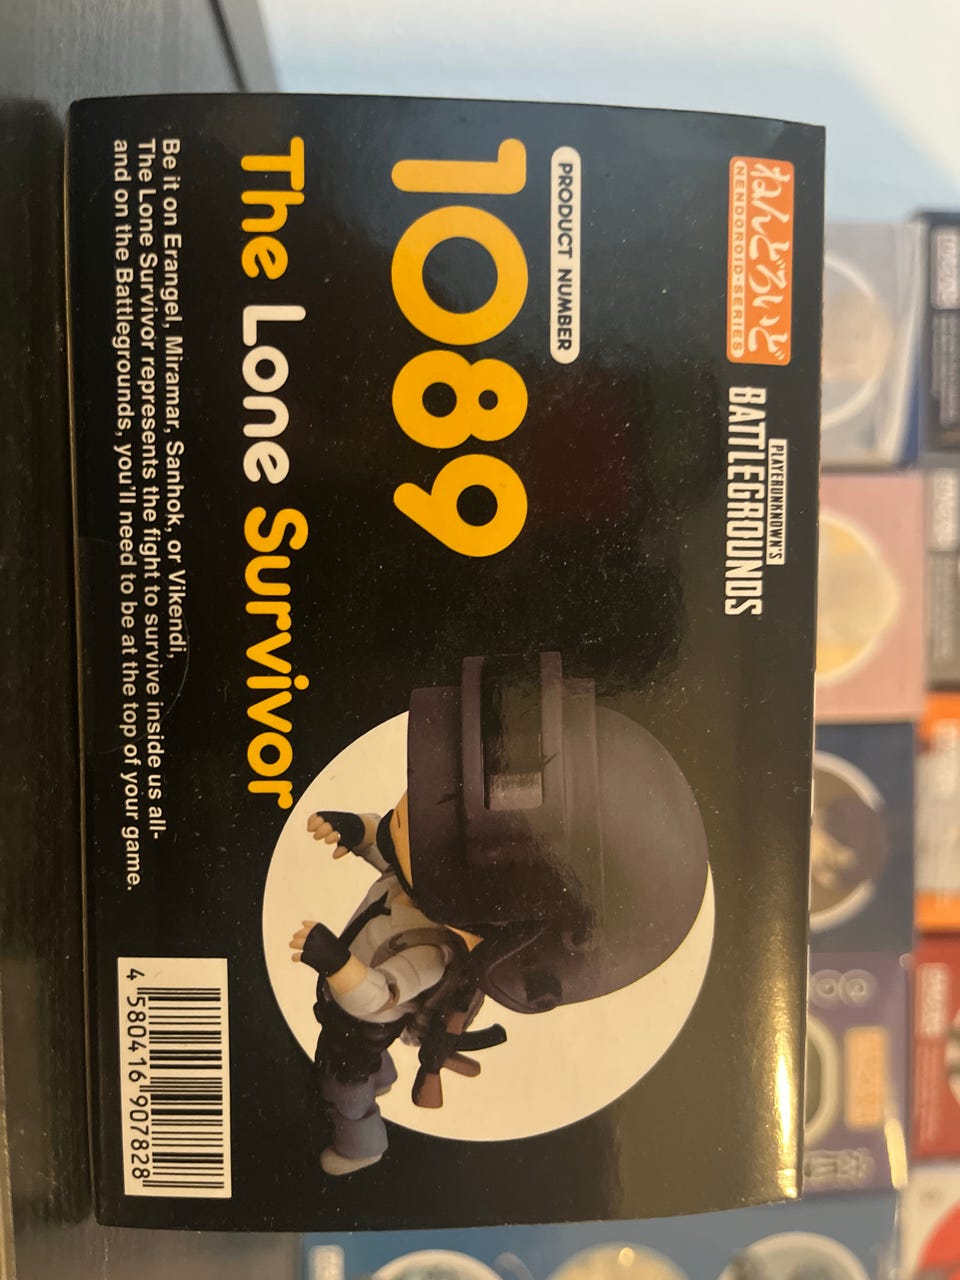 ねんどろいど
NENDOROID·SERIES
PLAYERUNKNOWN'S
BATTLEGROUNDS
PRODUCT NUMBER
1089
The Lone Survivor
Be it on Erangel, Miramar, Sanhok, or Vikendi,
The Lone Survivor represents the fight to survive inside us all-
and on the Battlegrounds, you'll need to be at the top of your game.
4 580416 907828